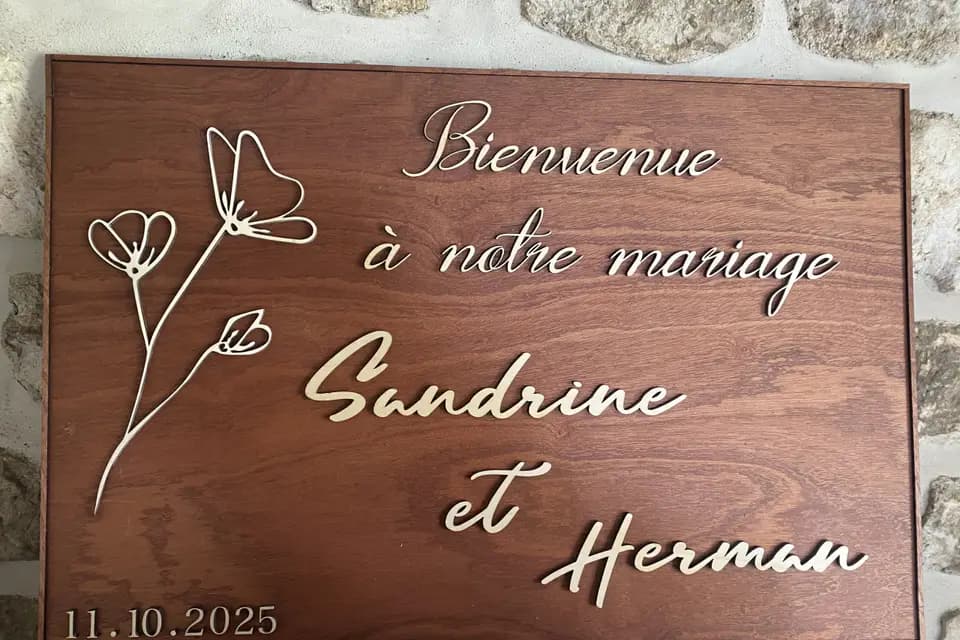 Bienvenue
à notre mariage
Sandrine
et
Herman
11.10.2025